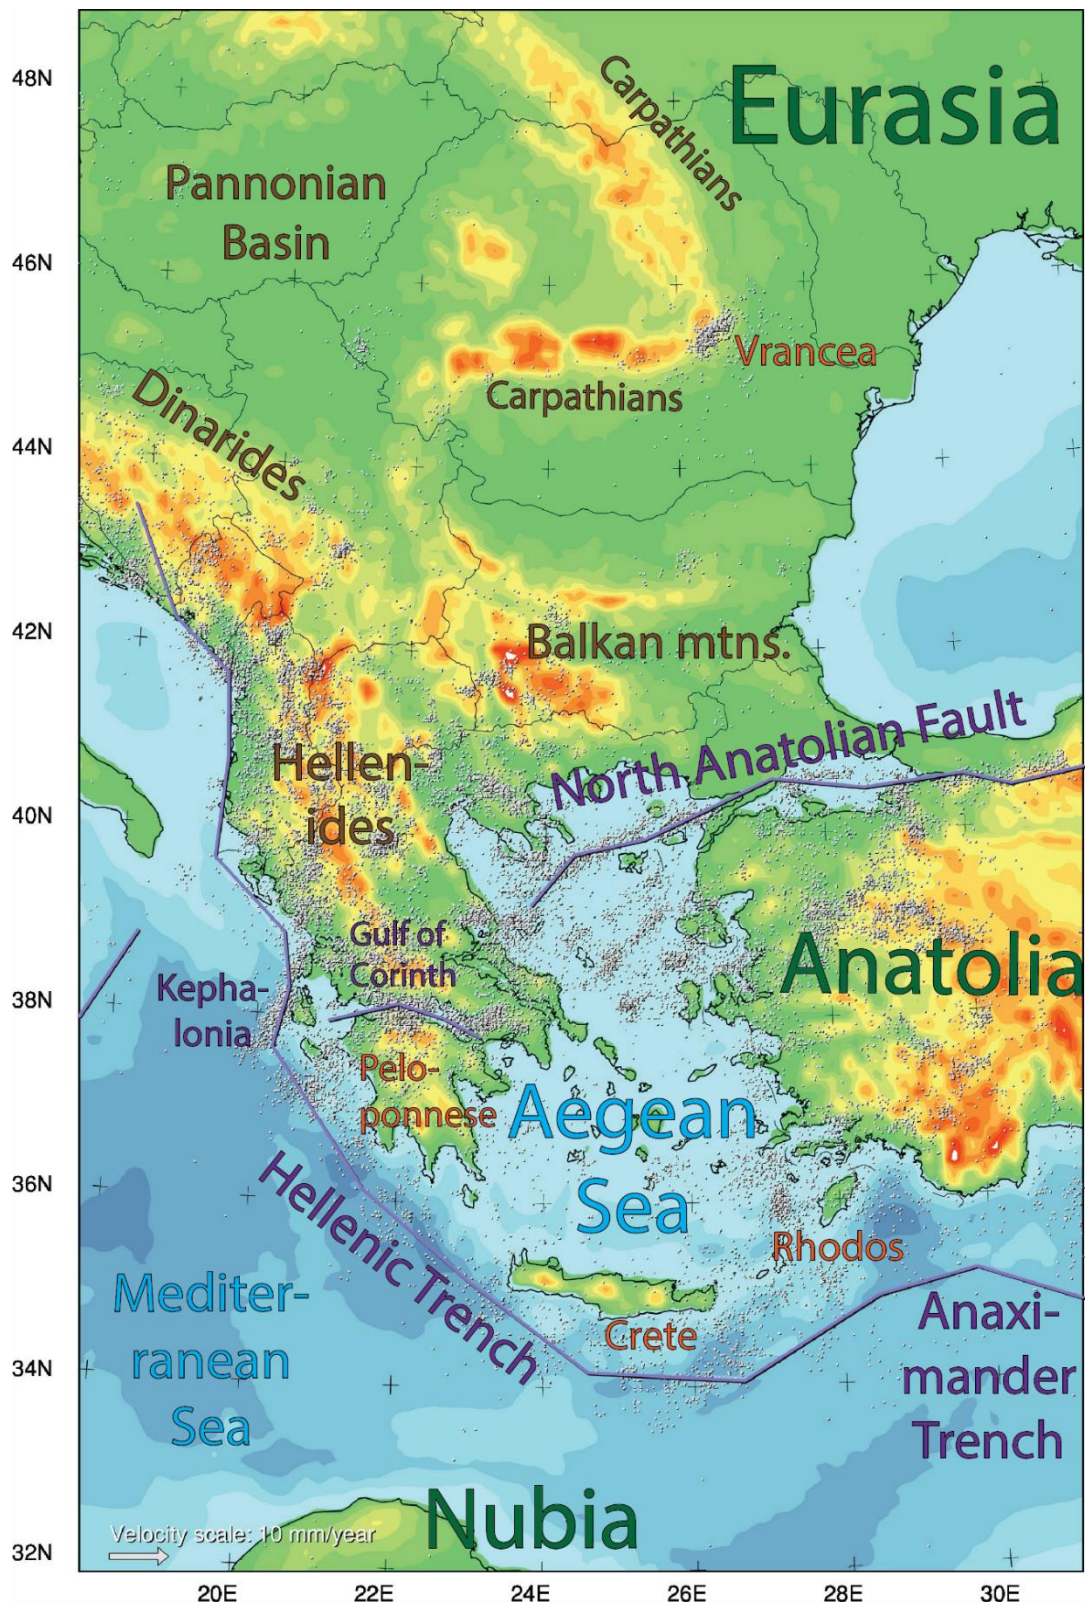 48N
Carpathians
Eurasia
Pannonian
Basin
46N
Vrancea
Carpathians
Dinarides
44N
42N
Balkan mtns.
North Anatolian Fault
Hellen-
ides
40N
Gulf of
Corinth
Anatolia
38N
Kepha-
lonia
Pelo-
ponnese
Aegean
Sea
36N
Hellenic Trench
Rhodos
Mediter-
ranean
Sea
Crete
Anaxi-
mander
Trench
34N
Nubia
Velocity scale: 10 mm/year
32N
20E
22E
24E
26E
28E
30E